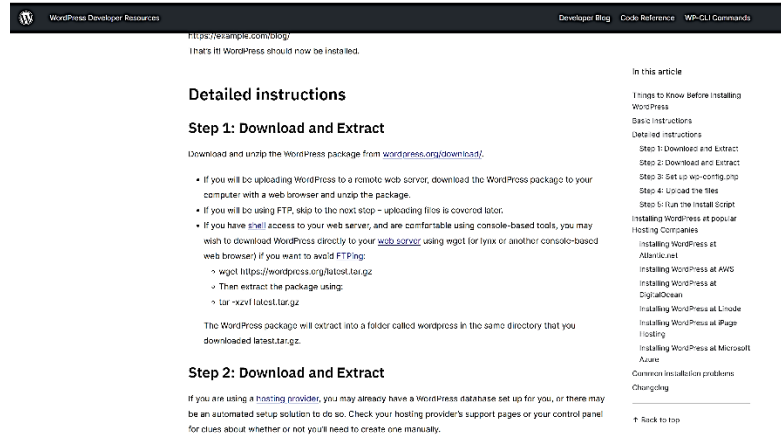 WordPress Developer Resources
Developer Blog Code Reference WP-CLI Commands
https://example.com/blog/
That's it! WordPress should now be installed.
Detailed instructions
Step 1: Download and Extract
Download and unzip the WordPress package from wordpress.org/download/.
• If you will be uploading WordPress to a remote web server, download the WordPress package to your
computer with a web browser and unzip the package.
• If you will be using FTP, skip to the next step – uploading files is covered later.
• If you have shell access to your web server, and are comfortable using console-based tools, you may
wish to download WordPress directly to your web server using wget (or lynx or another console-based
web browser) if you want to avoid FTPing:
◦ wget https://wordpress.org/latest.tar.gz
◦ Then extract the package using:
◦ tar -xzvf latest.tar.gz
The WordPress package will extract into a folder called wordpress in the same directory that you
downloaded latest.tar.gz.
Step 2: Download and Extract
If you are using a hosting provider, you may already have a WordPress database set up for you, or there may
be an automated setup solution to do so. Check your hosting provider's support pages or your control panel
for clues about whether or not you'll need to create one manually.
In this article
Things to Know Before Installing
WordPress
Basic Instructions
Detailed instructions
Step 1: Download and Extract
Step 2: Download and Extract
Step 3: Set up wp-config.php
Step 4: Upload the files
Step 5: Run the Install Script
Installing WordPress at popular
Hosting Companies
Installing WordPress at
Atlantic.net
Installing WordPress at AWS
Installing WordPress at
DigitalOcean
Installing WordPress at Linode
Installing WordPress at iPage
Hosting
Installing WordPress at Microsoft
Azure
Common installation problems
Changelog
↑ Back to top